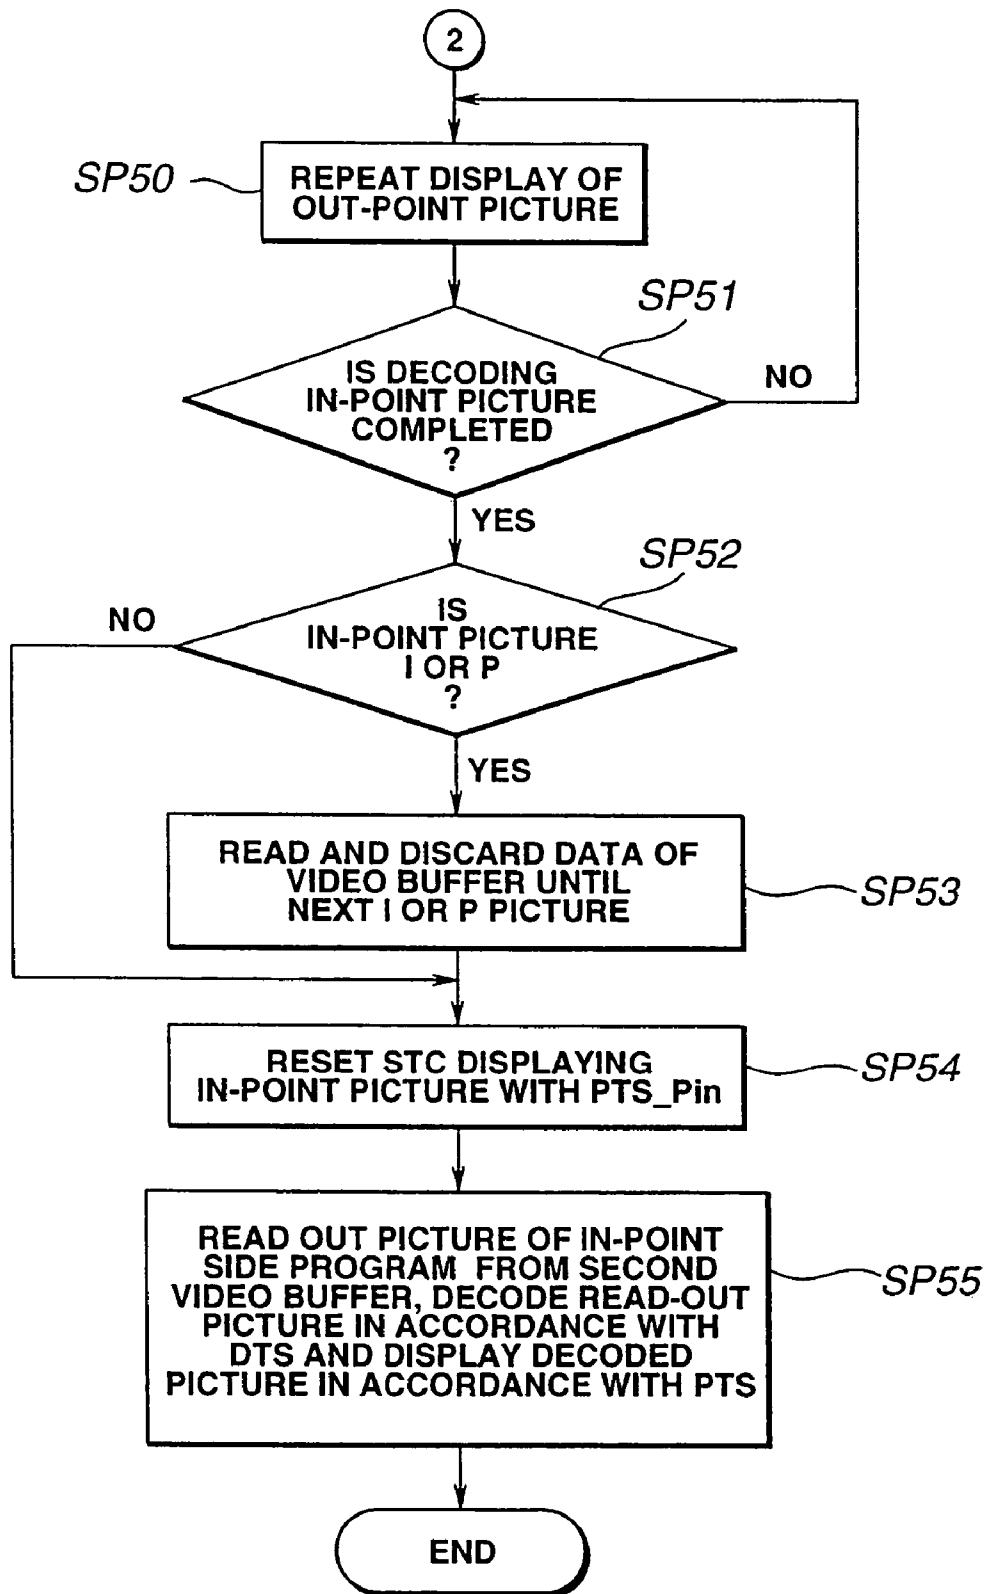 2
SP50
REPEAT DISPLAY OF
OUT-POINT PICTURE
SP51
IS DECODING
IN-POINT PICTURE
COMPLETED
?
NO
YES
SP52
IS
IN-POINT PICTURE
I OR P
?
NO
YES
READ AND DISCARD DATA OF
VIDEO BUFFER UNTIL
NEXT I OR P PICTURE
SP53
RESET STC DISPLAYING
IN-POINT PICTURE WITH PTS_Pin
SP54
READ OUT PICTURE OF IN-POINT
SIDE PROGRAM FROM SECOND
VIDEO BUFFER, DECODE READ-OUT
PICTURE IN ACCORDANCE WITH
DTS AND DISPLAY DECODED
PICTURE IN ACCORDANCE WITH PTS
SP55
END